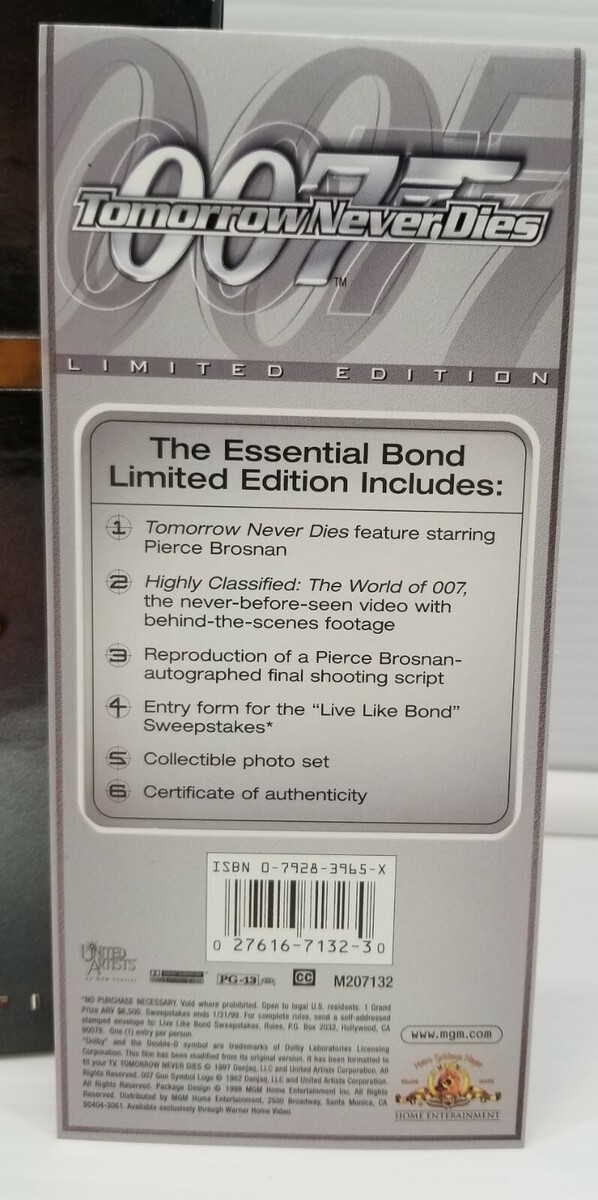 007
007
Tomorrow Never Dies
TM
LIMITED EDITION
The Essential Bond
Limited Edition Includes:
1 Tomorrow Never Dies feature starring
Pierce Brosnan
2 Highly Classified: The World of 007,
the never-before-seen video with
behind-the-scenes footage
3 Reproduction of a Pierce Brosnan-
autographed final shooting script
4 Entry form for the “Live Like Bond”
Sweepstakes*
5 Collectible photo set
6 Certificate of authenticity
ISBN 0-7928-3965-X
0 27616-7132-3 0
UNITED
ARTISTS
PG-13 CC M207132
*NO PURCHASE NECESSARY. Void where prohibited. Open to legal U.S. residents. 1 Grand
Prize ARV $6,500. Sweepstakes ends 1/31/99. For complete rules, send a self-addressed
stamped envelope to: Live Like Bond Sweepstakes, Rules, P.O. Box 2032, Hollywood, CA
90078. One (1) entry per person.
"Dolby" and the Double-D symbol are trademarks of Dolby Laboratories Licensing
Corporation. This film has been modified from its original version. It has been formatted to
fit your TV. TOMORROW NEVER DIES © 1997 Danjaq, LLC and United Artists Corporation. All
Rights Reserved. 007 Gun Symbol Logo © 1962 Danjaq, LLC and United Artists Corporation.
All Rights Reserved. Package Design © 1998 MGM Home Entertainment Inc. All Rights
Reserved. Distributed by MGM Home Entertainment, 2500 Broadway, Santa Monica, CA
90404-3061. Available exclusively through Warner Home Video.
www.mgm.com
Metro Goldwyn Mayer
HOME ENTERTAINMENT